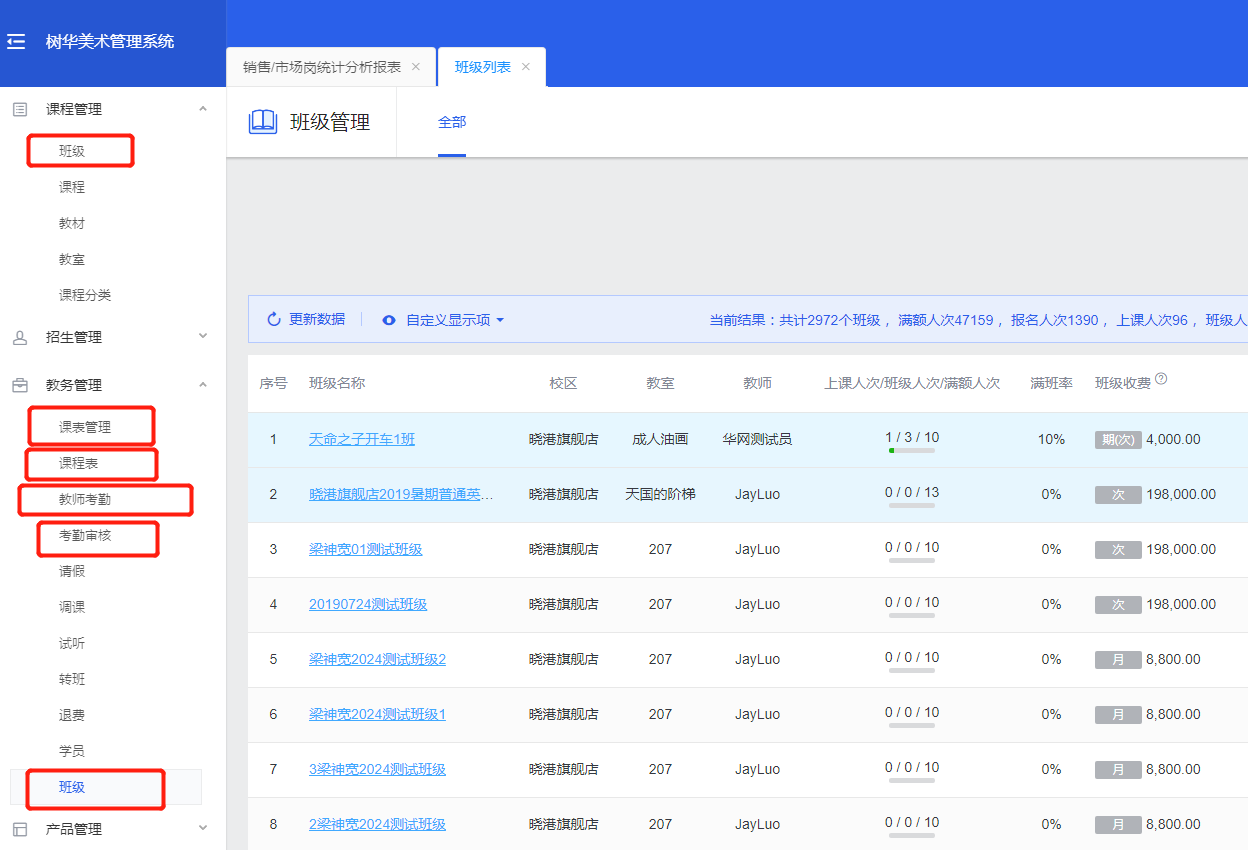 树华美术管理系统
销售/市场岗统计分析报表 ×
班级列表 ×
课程管理
班级
课程
教材
教室
课程分类
招生管理
教务管理
课表管理
课程表
教师考勤
考勤审核
请假
调课
试听
转班
退费
学员
班级
产品管理
班级管理
全部
更新数据 自定义显示项 当前结果：共计2972个班级， 满额人次47159， 报名人次1390， 上课人次96， 班级人
序号 班级名称 校区 教室 教师 上课人次/班级人次/满额人次 满班率 班级收费
1 天命之子开车1班 晓港旗舰店 成人油画 华网测试员 1 / 3 / 10 10% 期(次) 4,000.00
2 晓港旗舰店2019暑期普通英... 晓港旗舰店 天国的阶梯 JayLuo 0 / 0 / 13 0% 次 198,000.00
3 梁神宽01测试班级 晓港旗舰店 207 JayLuo 0 / 0 / 10 0% 次 198,000.00
4 20190724测试班级 晓港旗舰店 207 JayLuo 0 / 0 / 10 0% 次 198,000.00
5 梁神宽2024测试班级2 晓港旗舰店 207 JayLuo 0 / 0 / 10 0% 月 8,800.00
6 梁神宽2024测试班级1 晓港旗舰店 207 JayLuo 0 / 0 / 10 0% 月 8,800.00
7 3梁神宽2024测试班级 晓港旗舰店 207 JayLuo 0 / 0 / 10 0% 月 8,800.00
8 2梁神宽2024测试班级 晓港旗舰店 207 JayLuo 0 / 0 / 10 0% 月 8,800.00